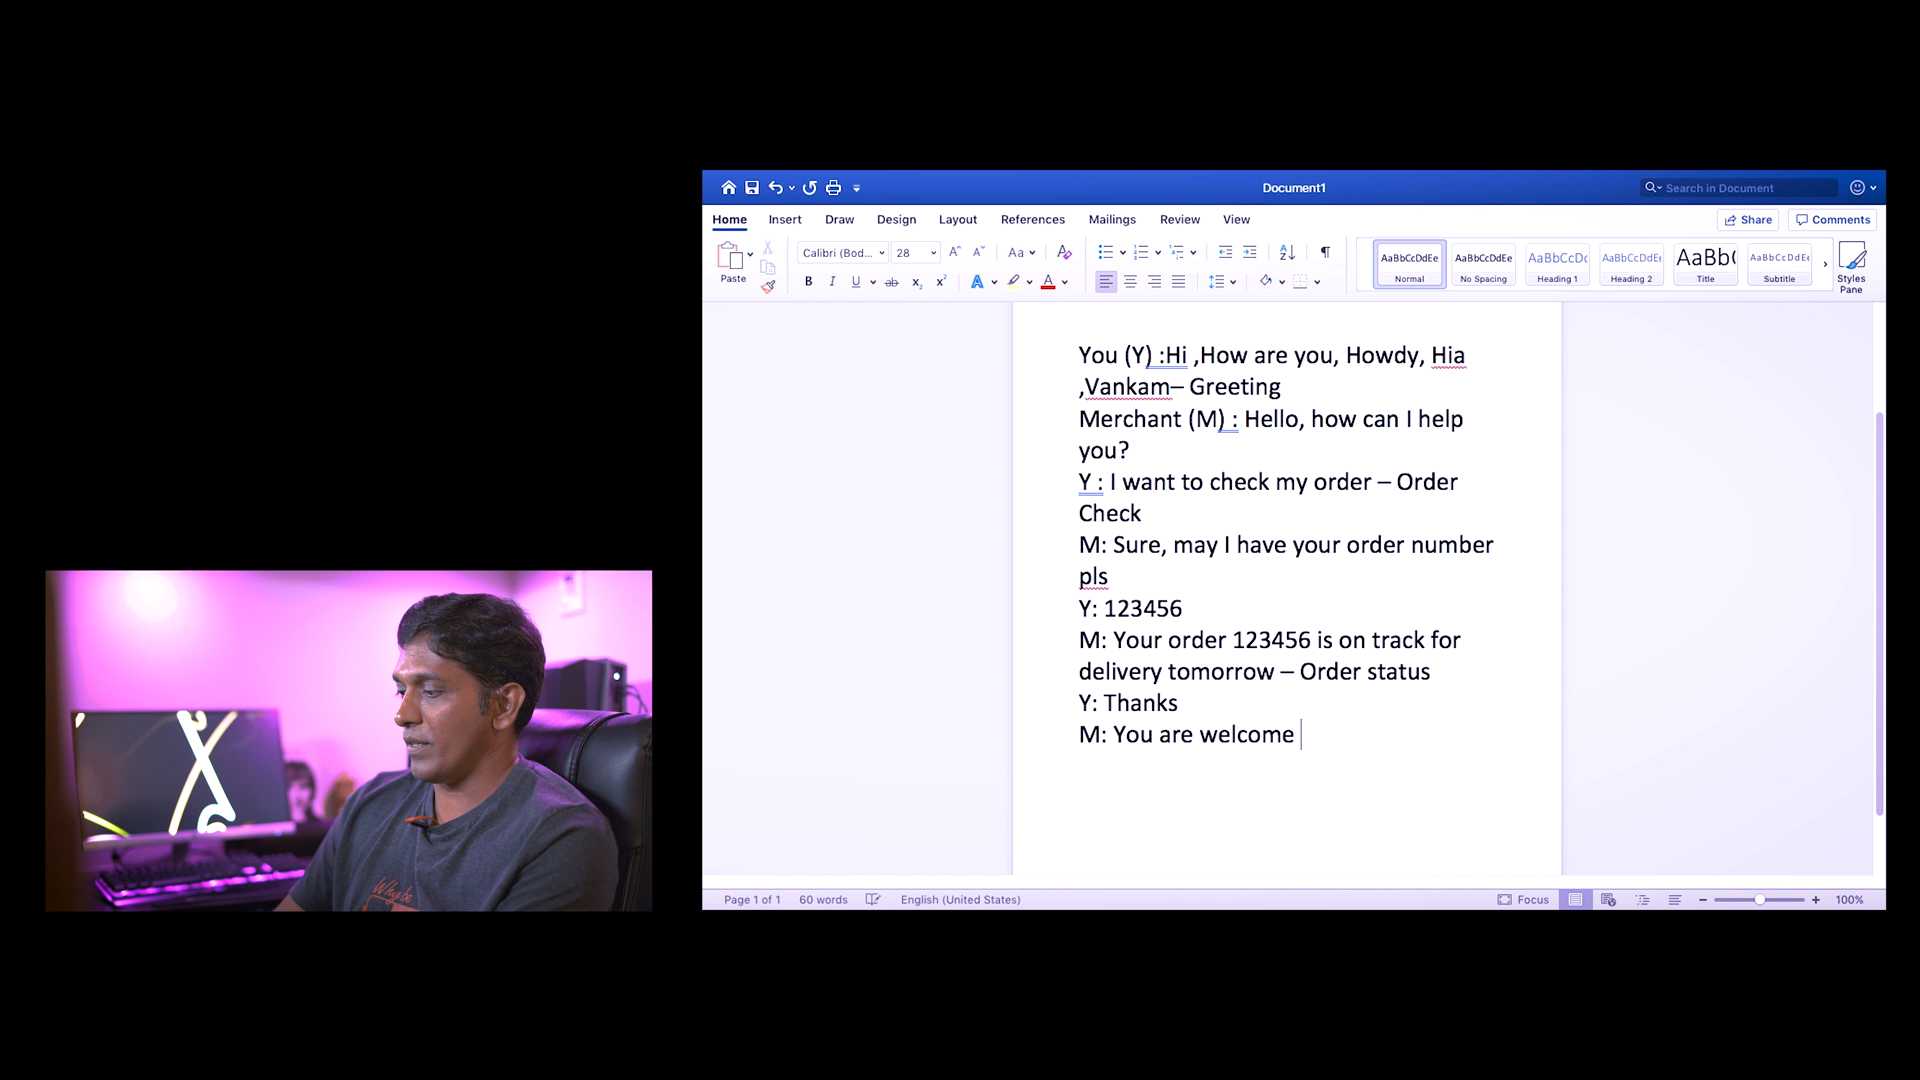 Document1
Search in Document
Home Insert Draw Design Layout References Mailings Review View
Share Comments
Paste
Calibri (Bod... 28
AaBbCcDdEe AaBbCcDdEe AaBbCcDc AaBbCcDdEe AaBb( AaBbCcDdEe
Normal No Spacing Heading 1 Heading 2 Title Subtitle
Styles
Pane
You (Y) :Hi ,How are you, Howdy, Hia
,Vankam– Greeting
Merchant (M) : Hello, how can I help
you?
Y : I want to check my order – Order
Check
M: Sure, may I have your order number
pls
Y: 123456
M: Your order 123456 is on track for
delivery tomorrow – Order status
Y: Thanks
M: You are welcome
Why be
Page 1 of 1 60 words English (United States)
Focus 100%